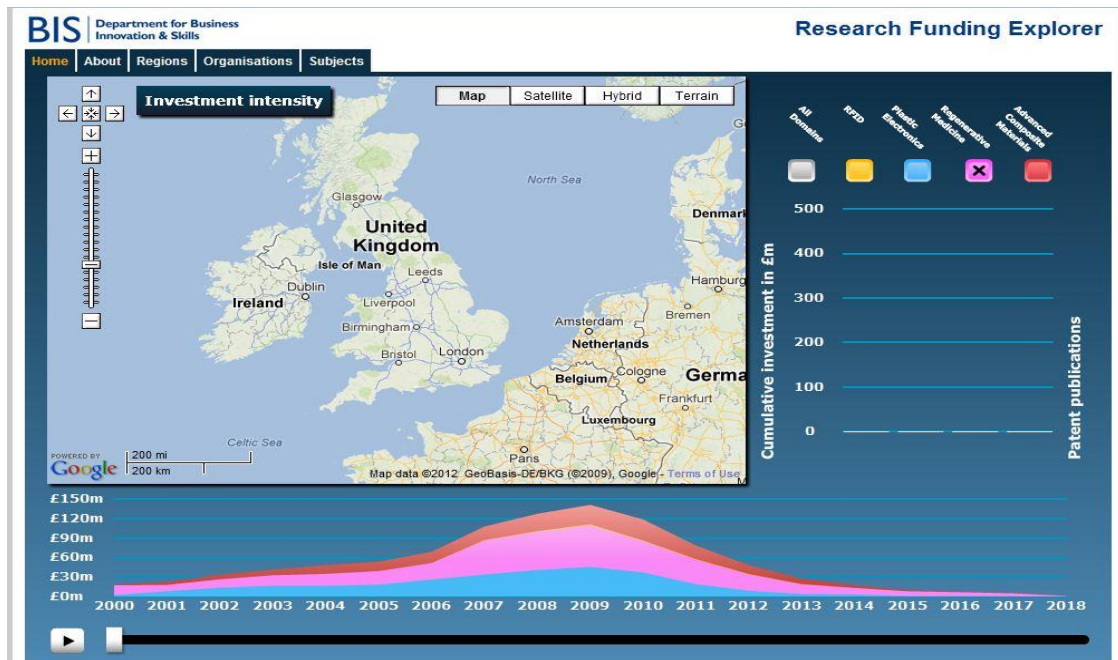 BIS Department for Business
Innovation & Skills
Research Funding Explorer
Home About Regions Organisations Subjects
Investment intensity
Map Satellite Hybrid Terrain
North Sea
Glasgow
Denmark
United
Kingdom
Isle of Man
Leeds
Hamburg
Dublin
Ireland
Liverpool
Bremen
Birmingham
Amsterdam
Netherlands
Bristol London
Belgium Cologne Germa
Frankfurt
Luxembourg
Celtic Sea
Paris
POWERED BY
Google
200 mi
200 km
Map data ©2012 GeoBasis-DE/BKG (©2009), Google - Terms of Use
All
Domains
RFID
Plastic
Electronics
Regenerative
Medicine
Advanced
Composite
Materials
Cumulative investment in £m
500
400
300
200
100
0
Patent publications
£150m
£120m
£90m
£60m
£30m
£0m
2000 2001 2002 2003 2004 2005 2006 2007 2008 2009 2010 2011 2012 2013 2014 2015 2016 2017 2018